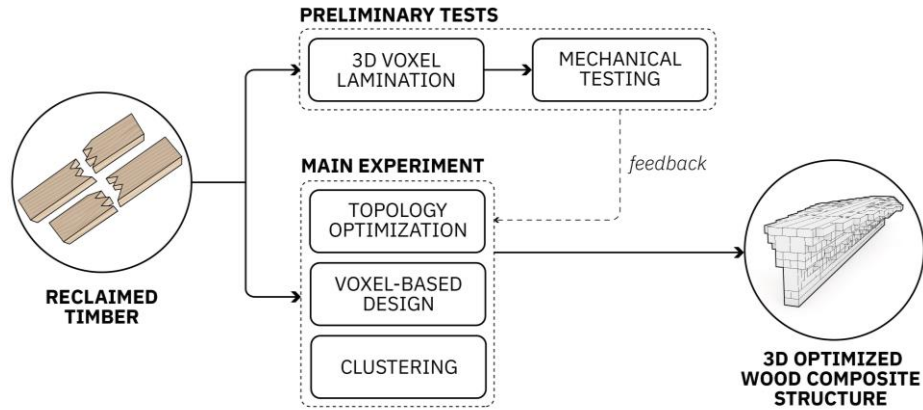 PRELIMINARY TESTS
3D VOXEL
LAMINATION
MECHANICAL
TESTING
feedback
MAIN EXPERIMENT
TOPOLOGY
OPTIMIZATION
VOXEL-BASED
DESIGN
CLUSTERING
RECLAIMED
TIMBER
3D OPTIMIZED
WOOD COMPOSITE
STRUCTURE